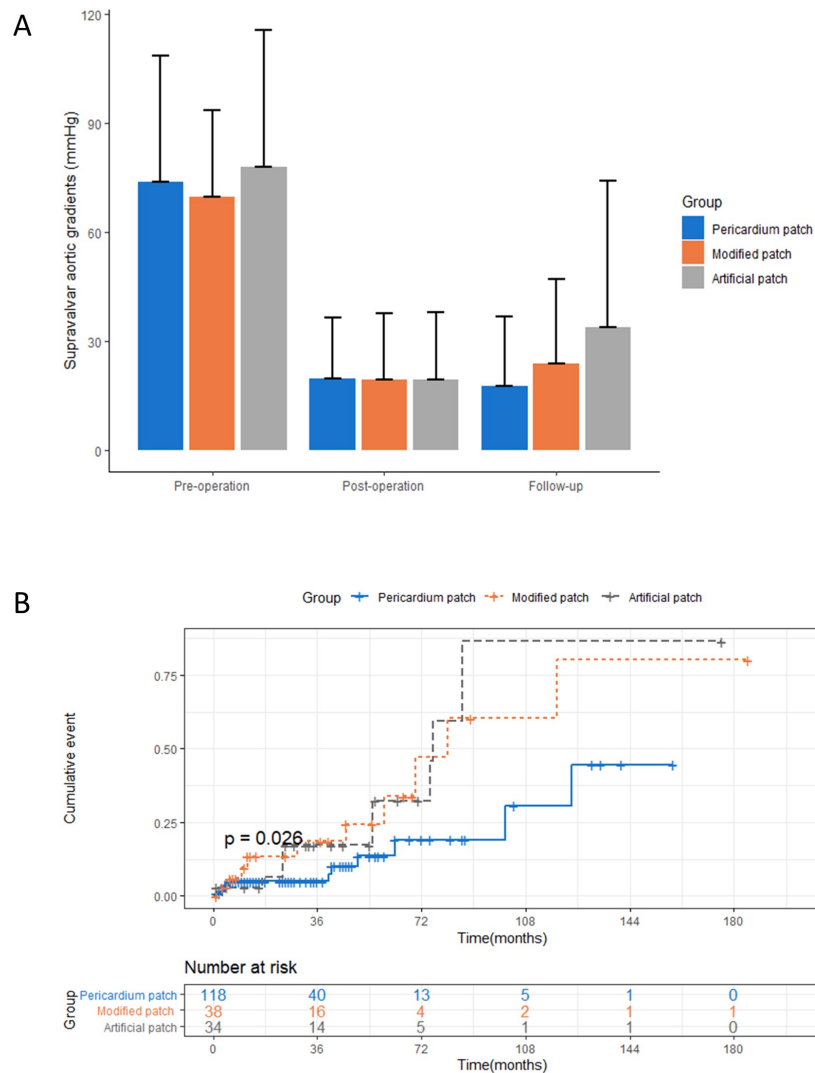 A
Supravalvar aortic gradients (mmHg)
120
90
60
30
0
Pre-operation Post-operation Follow-up
Group
Pericardium patch
Modified patch
Artificial patch
B
Group Pericardium patch Modified patch Artificial patch
Cumulative event
0.75
0.50
0.25
0.00
p = 0.026
0 36 72 108 144 180
Time(months)
Number at risk
Group
Pericardium patch 118 40 13 5 1 0
Modified patch 38 16 4 2 1 1
Artificial patch 34 14 5 1 1 0
0 36 72 108 144 180
Time(months)